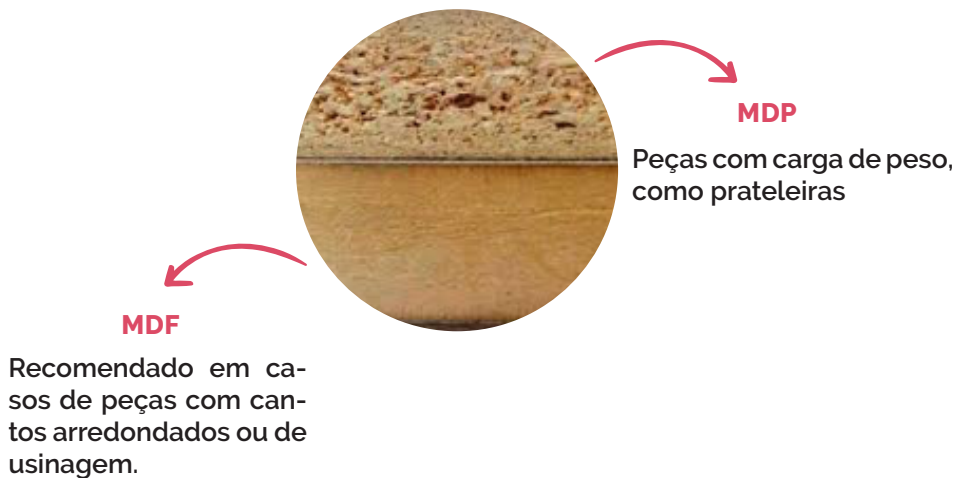 MDP
Peças com carga de peso,
como prateleiras
MDF
Recomendado em ca-
sos de peças com can-
tos arredondados ou de
usinagem.